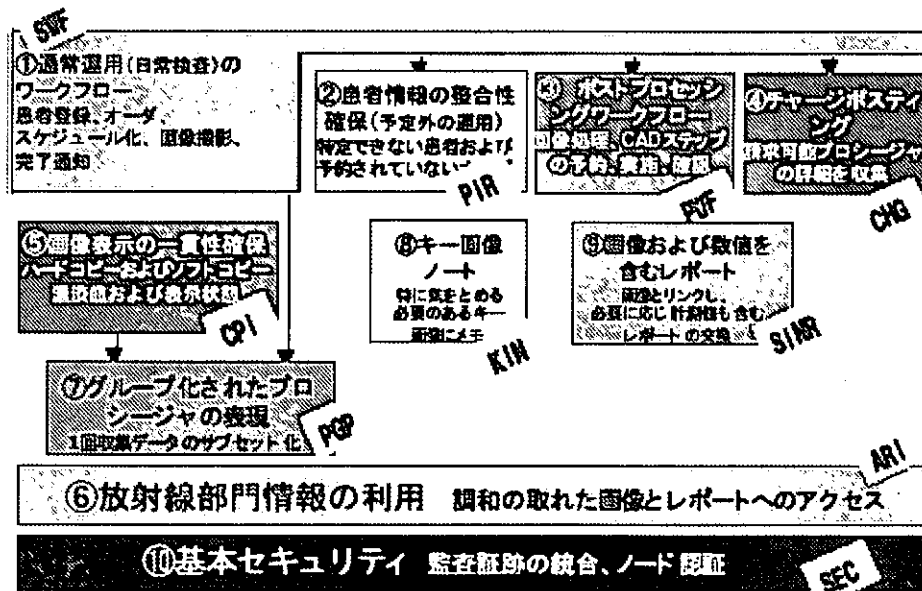 SWF
①通常運用(日常検査)の
ワークフロー
患者登録、オーダ、
スケジュール化、画像撮影、
完了通知
②患者情報の整合性
確保(予定外の運用)
特定できない患者および
予約されていない
PIR
③ ポストプロセッシ
ングワークフロー
画像処理、CADステップ
の予約、実施、確認
PWF
④チャージポスティ
ング
請求可能プロシージャ
の詳細を収集
CHG
⑤画像表示の一貫性確保
ハードコピーおよびソフトコピー
濃淡値および表示状態
CPI
⑧キー画像
ノート
特に気をとめる
必要のあるキー
画像にメモ
KIN
⑨画像および数値を
含むレポート
画像とリンクし、
必要に応じ計測値も含む
レポートの交換
SINR
⑦グループ化されたプロ
シージャの表現
1回収集データのサブセット化
PGP
ARI
⑥放射線部門情報の利用 調和の取れた画像とレポートへのアクセス
⑩基本セキュリティ 監査証跡の統合、ノード認証
SEC